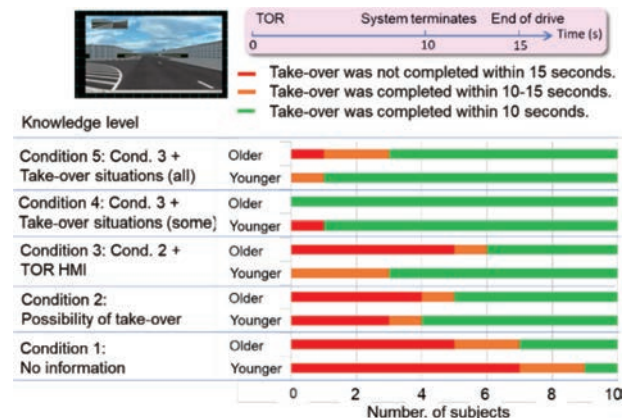 TOR System terminates End of drive
Time (s)
0 10 15
Take-over was not completed within 15 seconds.
Take-over was completed within 10-15 seconds.
Take-over was completed within 10 seconds.
Knowledge level
Condition 5: Cond. 3 +
Take-over situations (all)
Older
Younger
Condition 4: Cond. 3 +
Take-over situations (some)
Older
Younger
Condition 3: Cond. 2 +
TOR HMI
Older
Younger
Condition 2:
Possibility of take-over
Older
Younger
Condition 1:
No information
Older
Younger
0 2 4 6 8 10
Number. of subjects